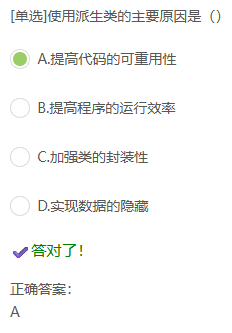 [单选]使用派生类的主要原因是（）
A.提高代码的可重用性
B.提高程序的运行效率
C.加强类的封装性
D.实现数据的隐藏
答对了！
正确答案：
A